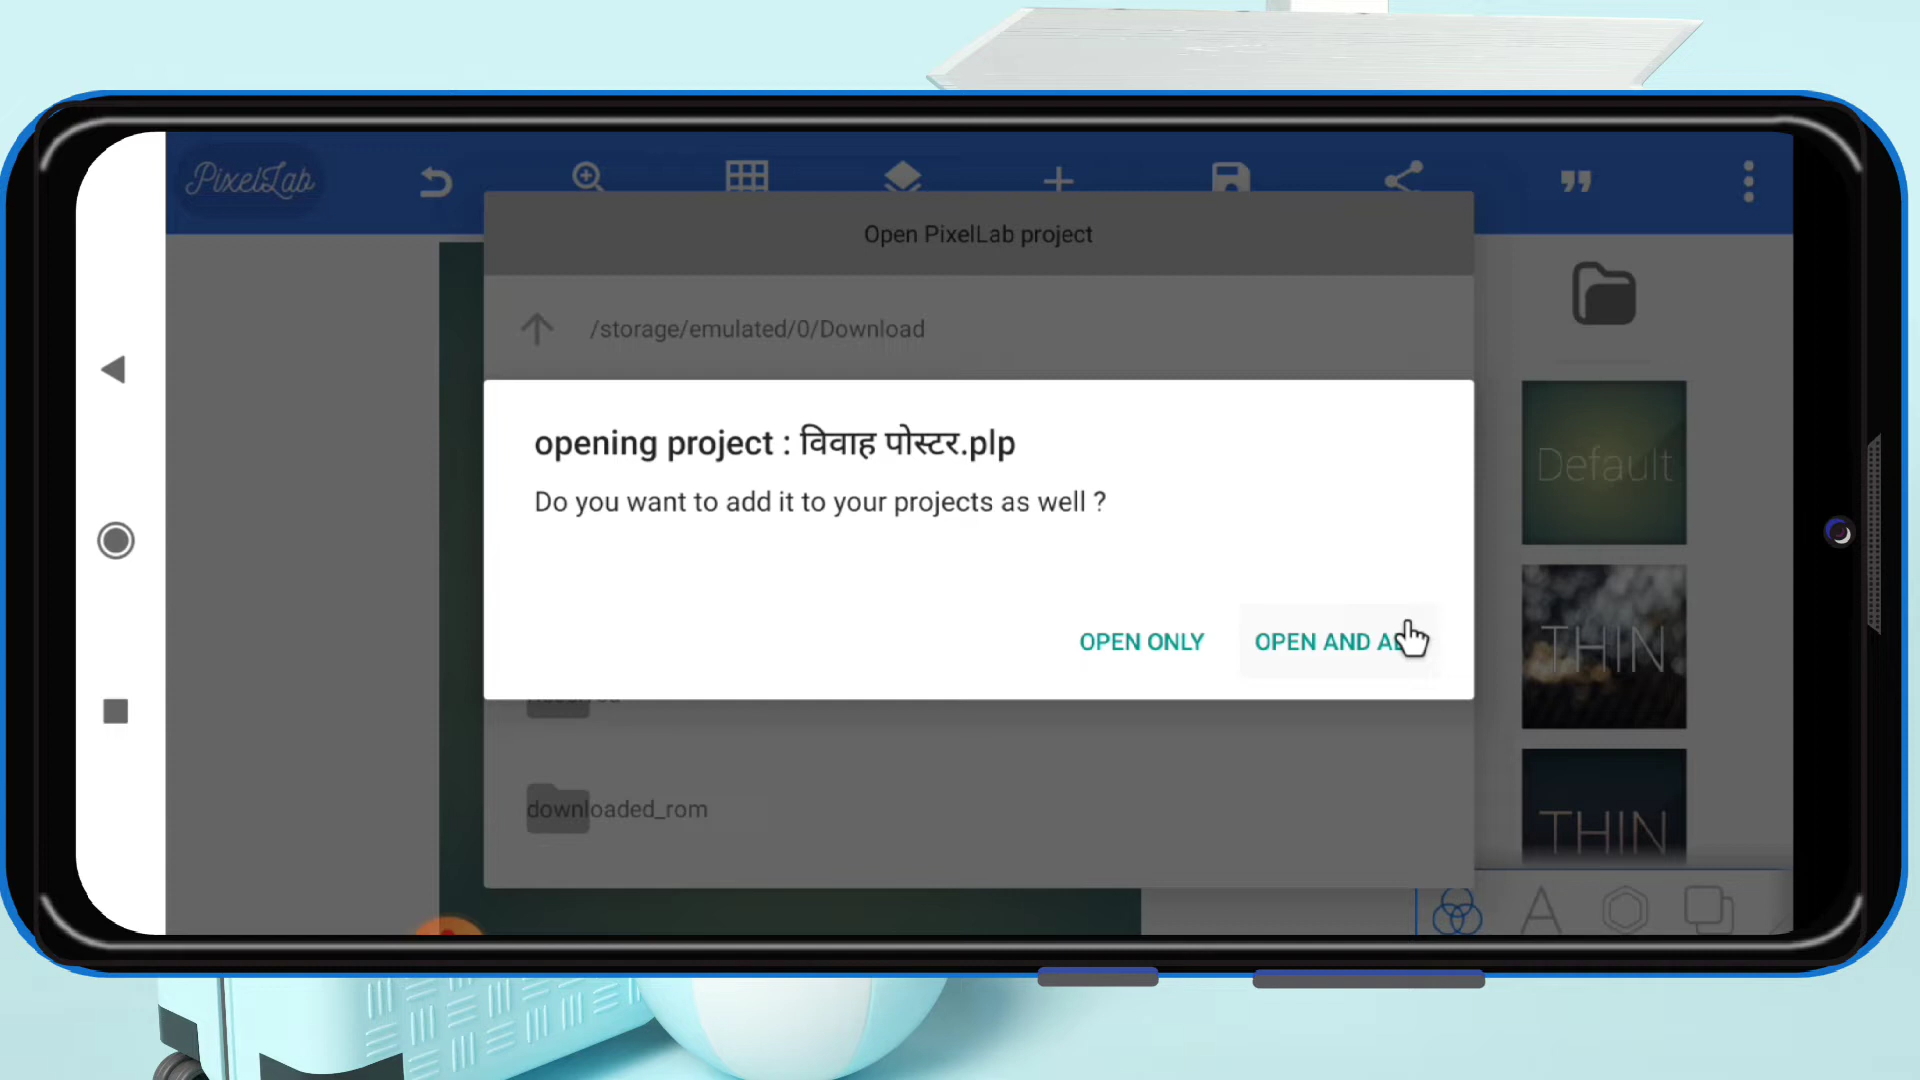 PixelLab
Open PixelLab project
/storage/emulated/0/Download
Default
opening project : विवाह पोस्टर.plp
Do you want to add it to your projects as well ?
OPEN ONLY
OPEN AND
THIN
downloaded_rom
THIN